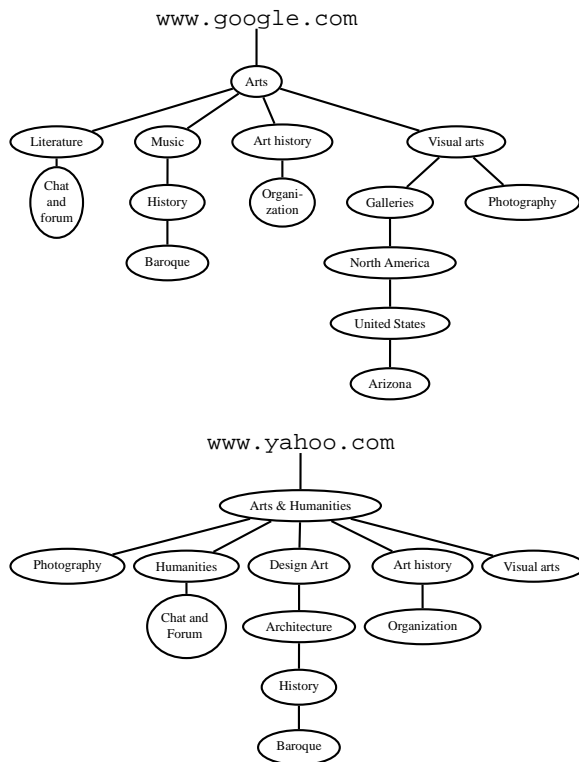 www.google.com
Arts
Literature
Music
Art history
Visual arts
Chat
and
forum
History
Organi-
zation
Galleries
Photography
Baroque
North America
United States
Arizona
www.yahoo.com
Arts & Humanities
Photography
Humanities
Design Art
Art history
Visual arts
Chat and
Forum
Architecture
Organization
History
Baroque